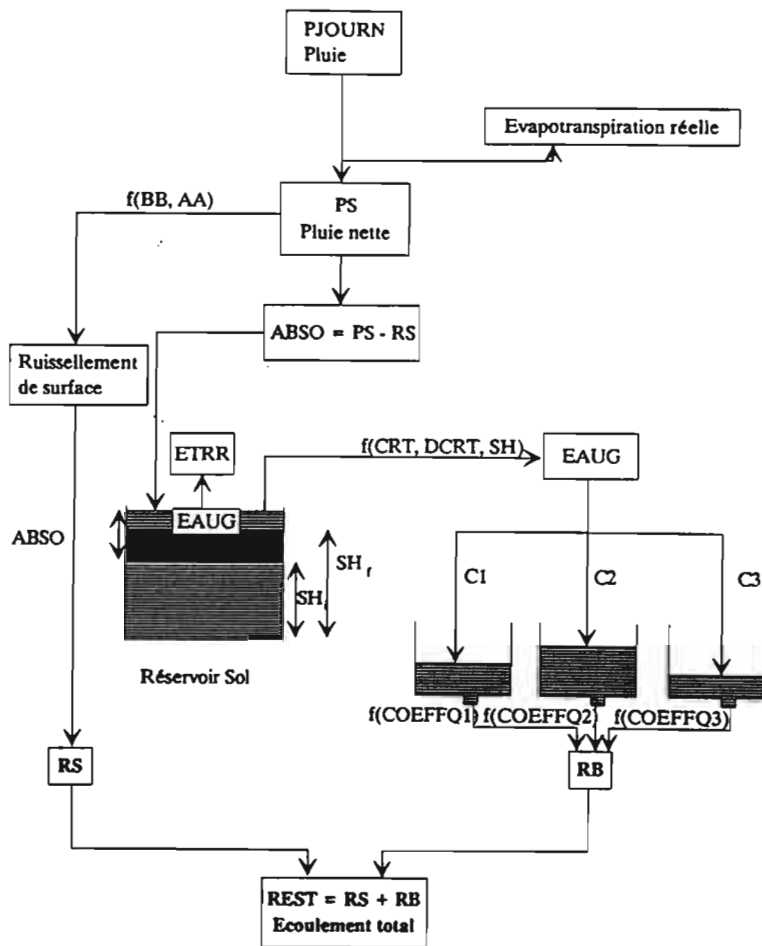 PJOURN
Pluie
Evapotranspiration réelle
f(BB, AA)
PS
Pluie nette
ABSO = PS - RS
Ruissellement
de surface
ETRR
f(CRT, DCRT, SH)
EAUG
EAUG
ABSO
SH f
SH
C1
C2
C3
Réservoir Sol
f(COEFFQ1)
f(COEFFQ2)
f(COEFFQ3)
RS
RB
REST = RS + RB
Ecoulement total